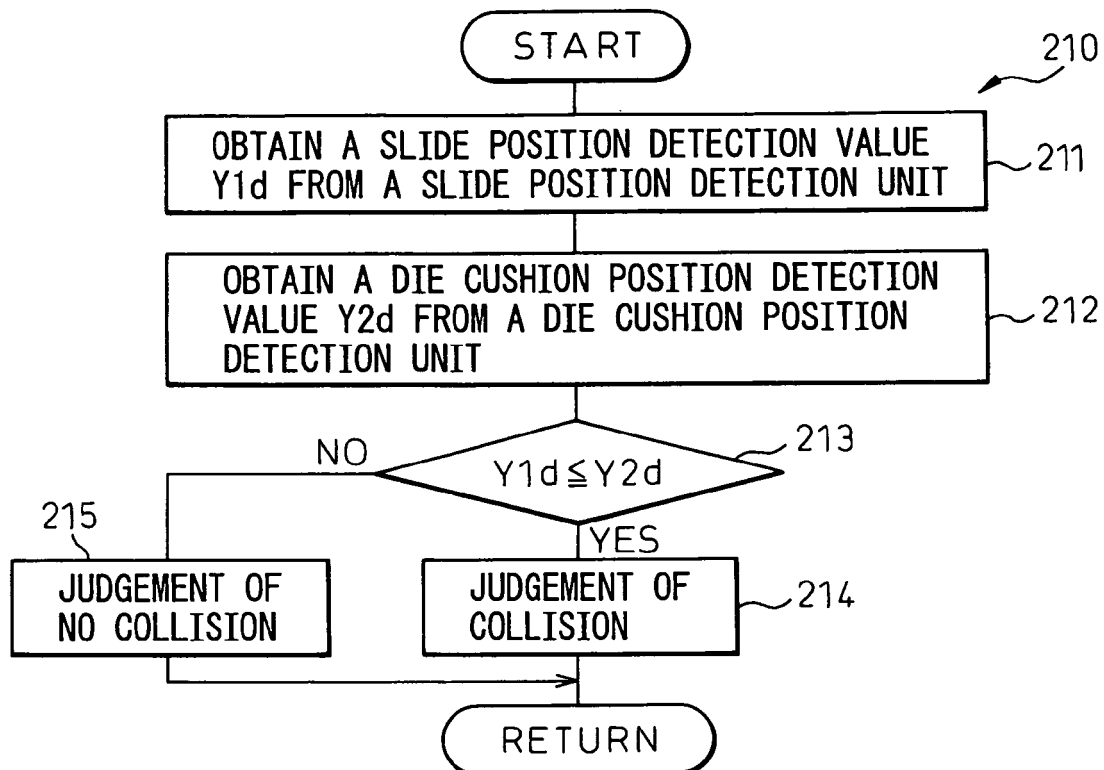 START
210
OBTAIN A SLIDE POSITION DETECTION VALUE
Y1d FROM A SLIDE POSITION DETECTION UNIT
211
OBTAIN A DIE CUSHION POSITION DETECTION
VALUE Y2d FROM A DIE CUSHION POSITION
DETECTION UNIT
212
NO
Y1d≦Y2d
213
YES
215
JUDGEMENT OF
NO COLLISION
JUDGEMENT OF
COLLISION
214
RETURN